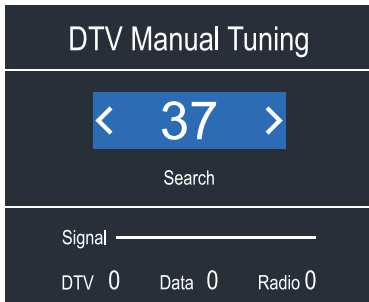 DTV Manual Tuning
< 37 >
Search
Signal
DTV 0 Data 0 Radio 0